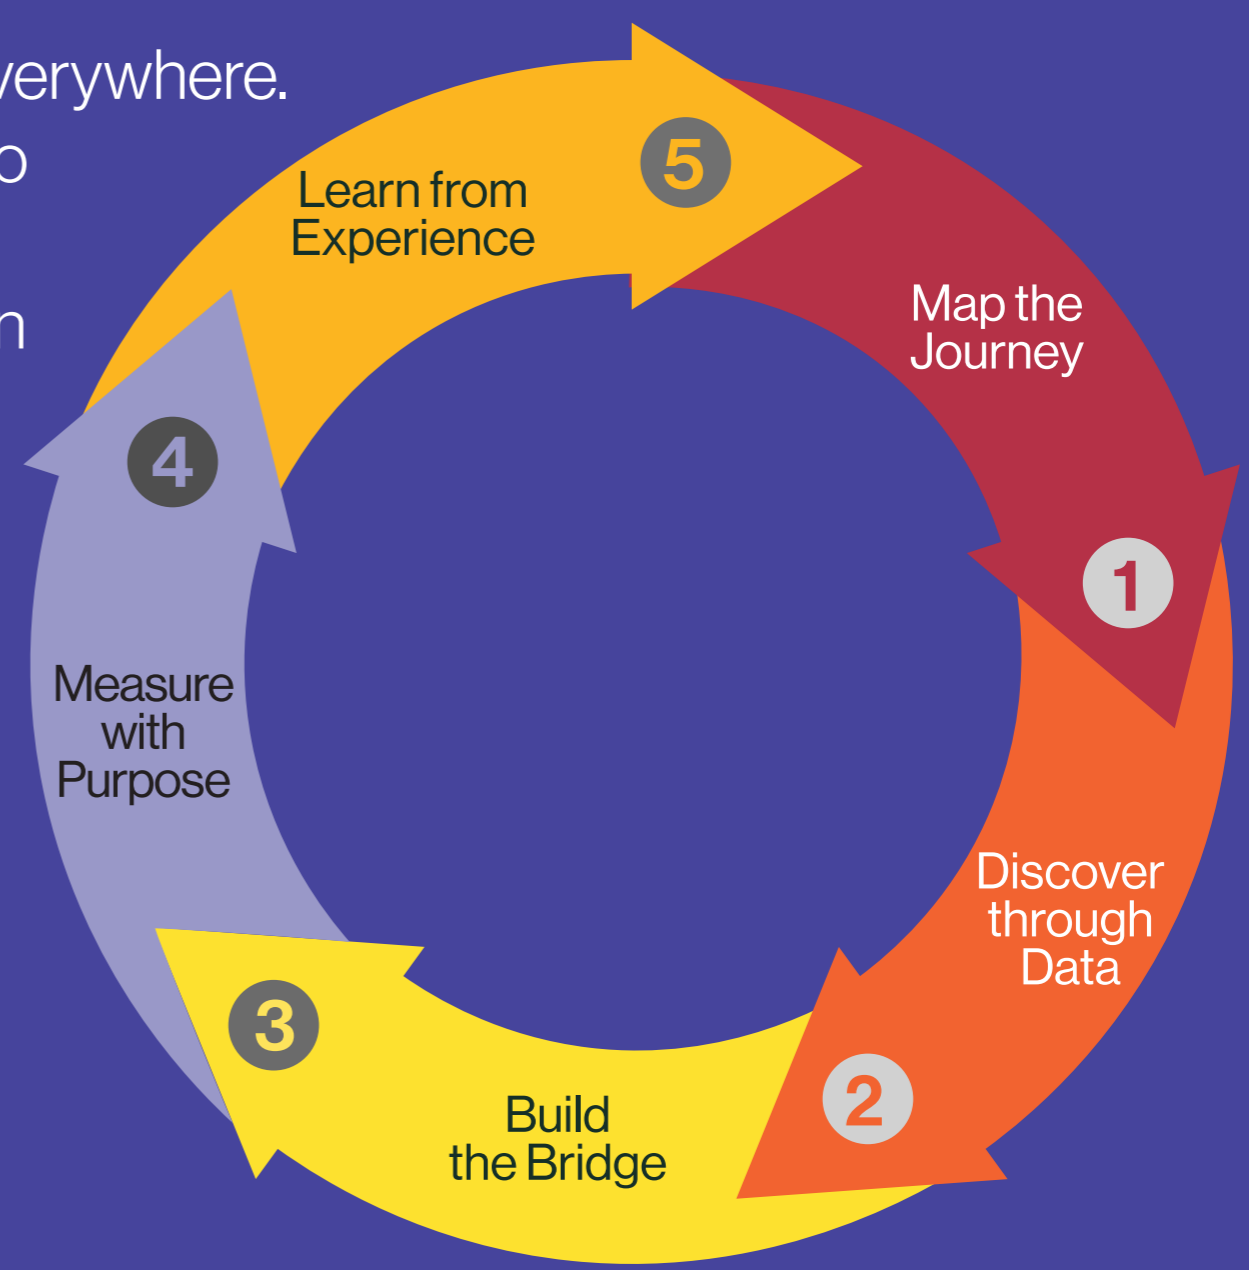 verywhere.
o
n
5
Learn from
Experience
Map the
Journey
1
4
Measure
with
Purpose
Discover
through
Data
2
3
Build
the Bridge